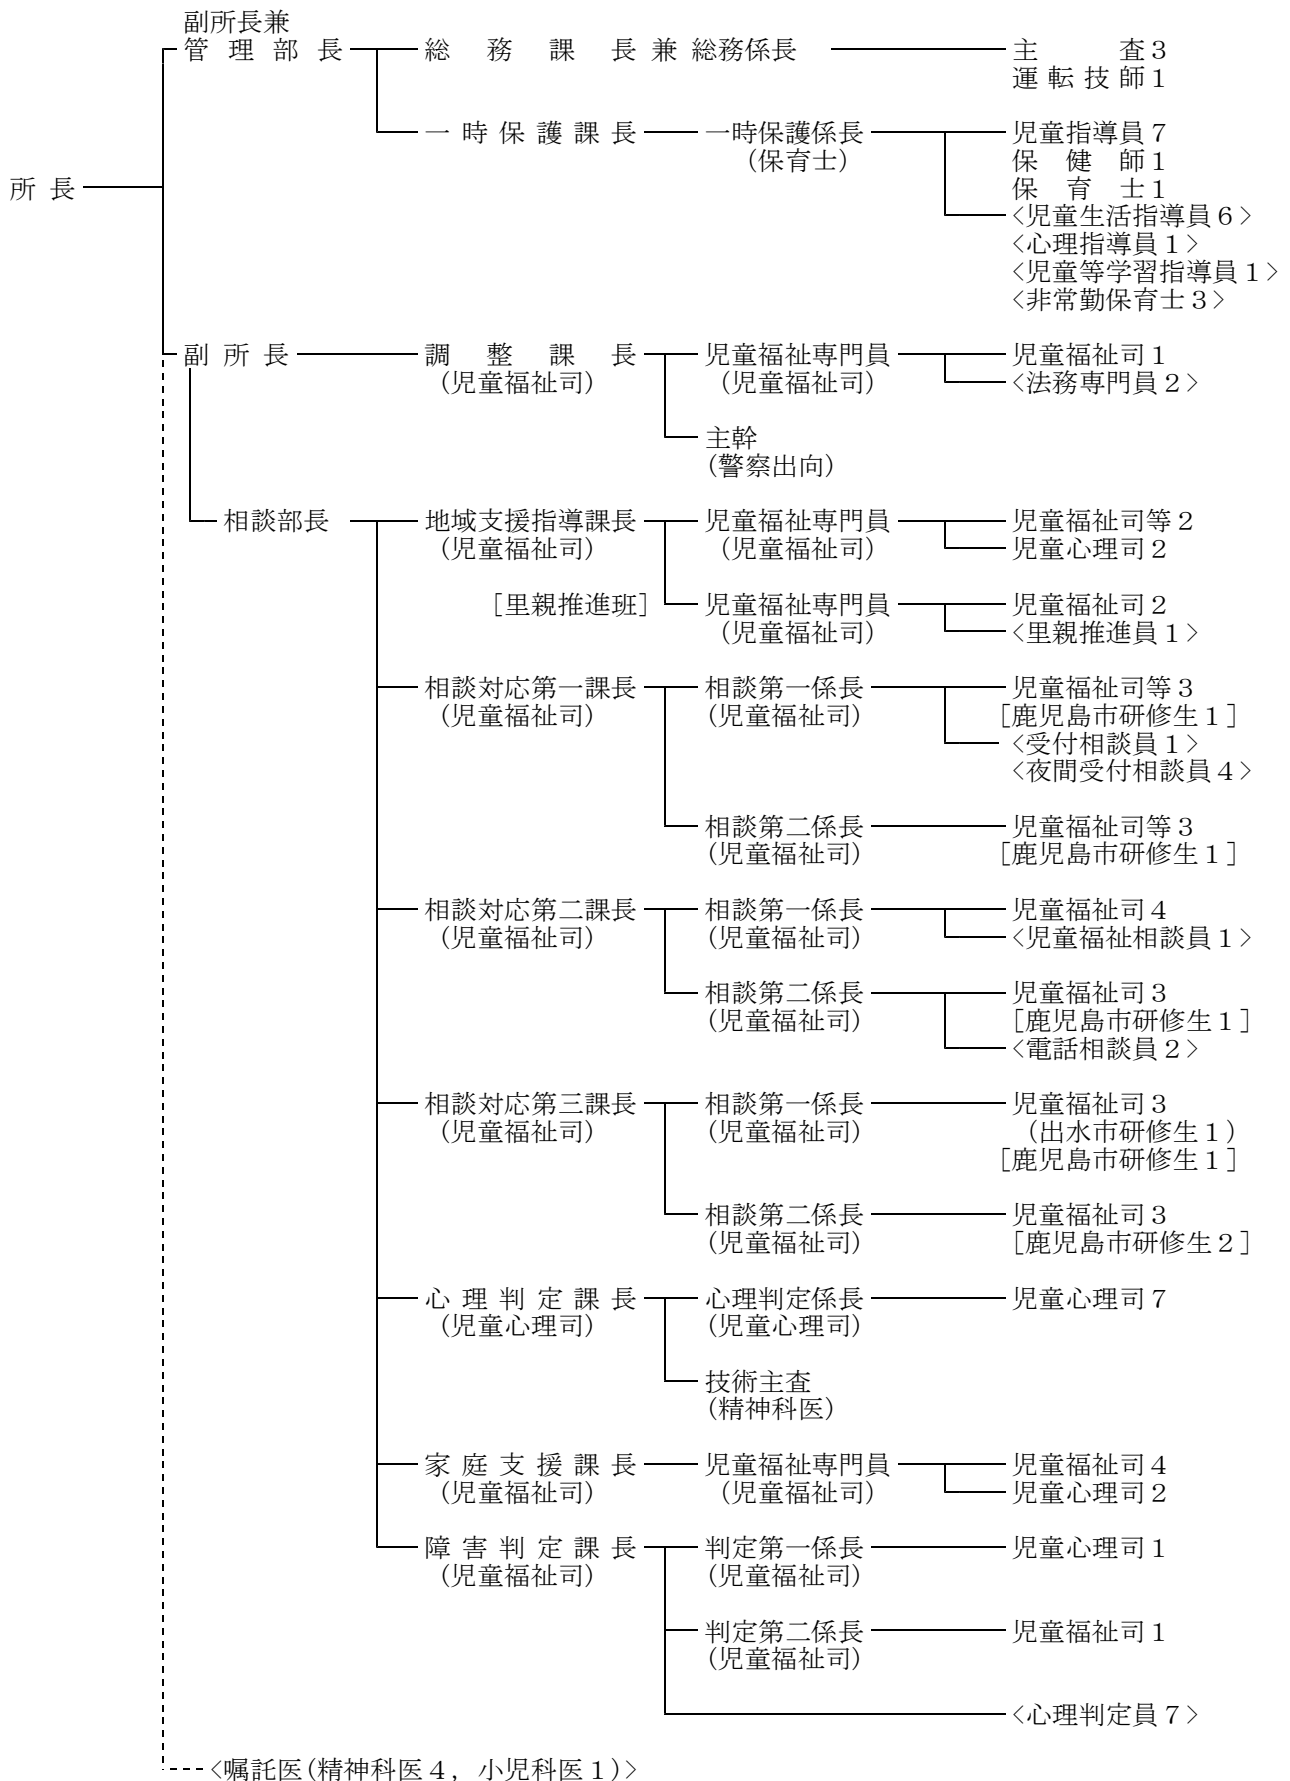 副所長兼
管理部長 総務課長兼 総務係長 主査3
運転技師1
一時保護課長 一時保護係長 児童指導員7
(保育士) 保健師1
所長 保育士1
<児童生活指導員6>
<心理指導員1>
<児童等学習指導員1>
<非常勤保育士3>
副所長 調整課長 児童福祉専門員 児童福祉司1
(児童福祉司) (児童福祉司) <法務専門員2>
主幹
(警察出向)
相談部長 地域支援指導課長 児童福祉専門員 児童福祉司等2
(児童福祉司) (児童福祉司) 児童心理司2
[里親推進班] 児童福祉専門員 児童福祉司2
(児童福祉司) <里親推進員1>
相談対応第一課長 相談第一係長 児童福祉司等3
(児童福祉司) (児童福祉司) [鹿児島市研修生1]
<受付相談員1>
<夜間受付相談員4>
相談第二係長 児童福祉司等3
(児童福祉司) [鹿児島市研修生1]
相談対応第二課長 相談第一係長 児童福祉司4
(児童福祉司) (児童福祉司) <児童福祉相談員1>
相談第二係長 児童福祉司3
(児童福祉司) [鹿児島市研修生1]
<電話相談員2>
相談対応第三課長 相談第一係長 児童福祉司3
(児童福祉司) (児童福祉司) (出水市研修生1)
[鹿児島市研修生1]
相談第二係長 児童福祉司3
(児童福祉司) [鹿児島市研修生2]
心理判定課長 心理判定係長 児童心理司7
(児童心理司) (児童心理司)
技術主査
(精神科医)
家庭支援課長 児童福祉専門員 児童福祉司4
(児童福祉司) (児童福祉司) 児童心理司2
障害判定課長 判定第一係長 児童心理司1
(児童福祉司) (児童福祉司)
判定第二係長 児童福祉司1
(児童福祉司)
<心理判定員7>
<嘱託医(精神科医4，小児科医1)>